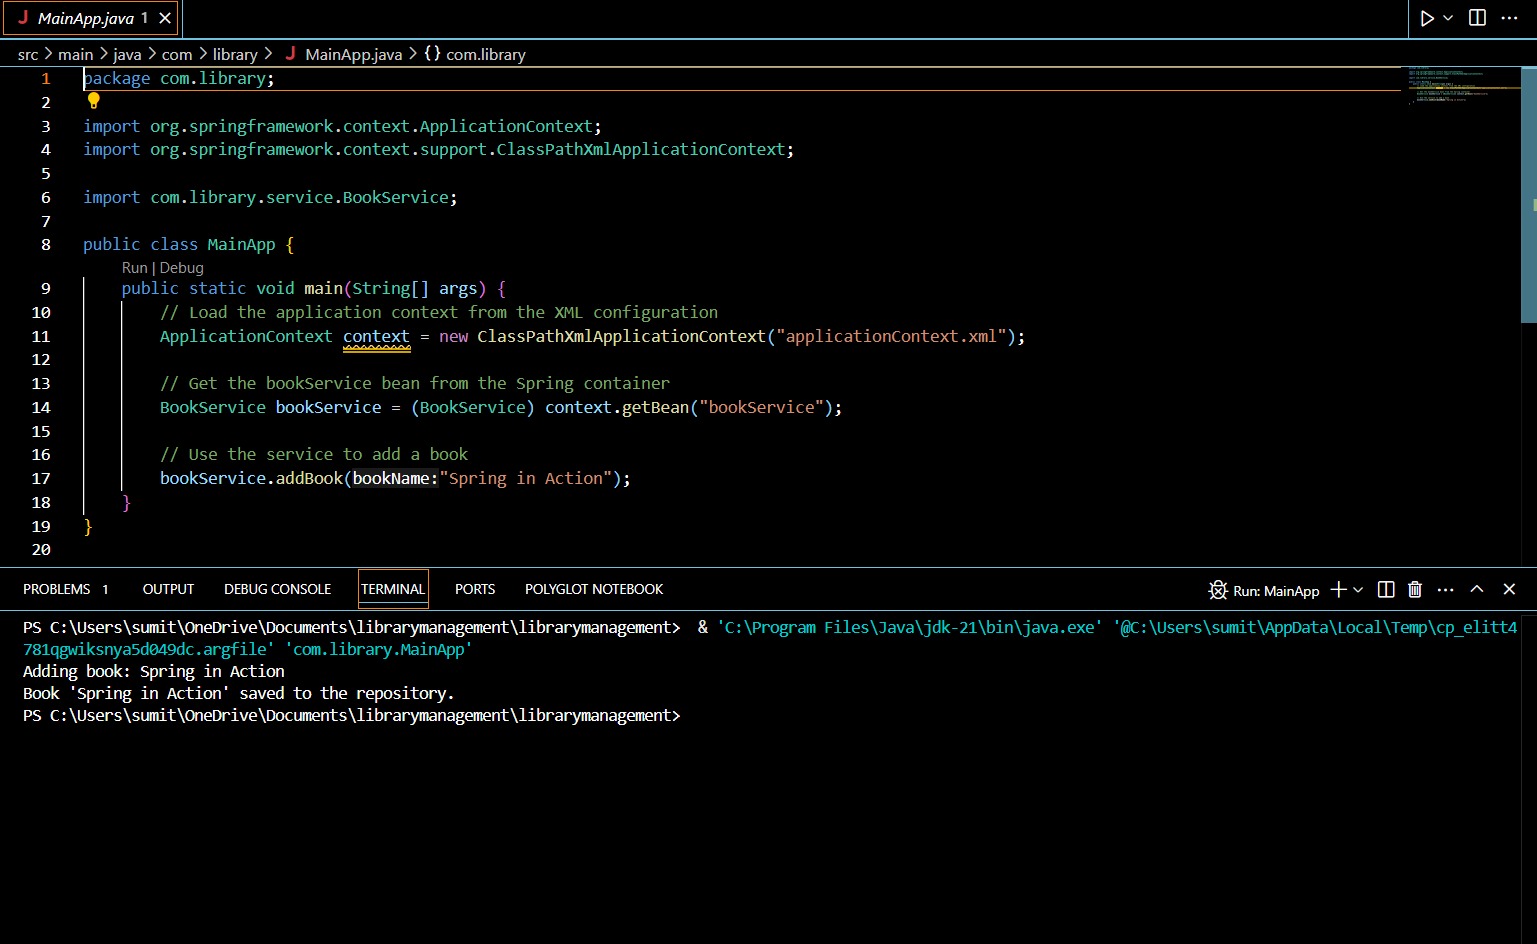 MainApp.java 1
src > main > java > com > library > MainApp.java > {} com.library
1 package com.library;
2
3 import org.springframework.context.ApplicationContext;
4 import org.springframework.context.support.ClassPathXmlApplicationContext;
5
6 import com.library.service.BookService;
7
8 public class MainApp {
Run | Debug
9 public static void main(String[] args) {
10 // Load the application context from the XML configuration
11 ApplicationContext context = new ClassPathXmlApplicationContext("applicationContext.xml");
12
13 // Get the bookService bean from the Spring container
14 BookService bookService = (BookService) context.getBean("bookService");
15
16 // Use the service to add a book
17 bookService.addBook(bookName:"Spring in Action");
18 }
19 }
20
PROBLEMS 1 OUTPUT DEBUG CONSOLE TERMINAL PORTS POLYGLOT NOTEBOOK Run: MainApp
PS C:\Users\sumit\OneDrive\Documents\librarymanagement\librarymanagement> & 'C:\Program Files\Java\jdk-21\bin\java.exe' '@C:\Users\sumit\AppData\Local\Temp\cp_elitt4
781qgwiksnya5d049dc.argfile' 'com.library.MainApp'
Adding book: Spring in Action
Book 'Spring in Action' saved to the repository.
PS C:\Users\sumit\OneDrive\Documents\librarymanagement\librarymanagement>